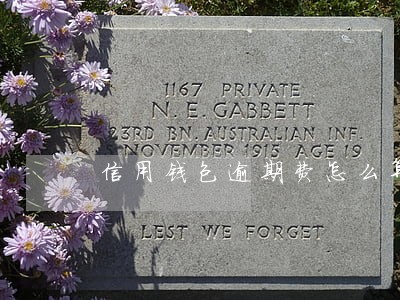 1167 PRIVATE
N. E. GABBETT
23RD BN. AUSTRALIAN INF.
NOVEMBER 1915 AGE 19
信用钱包逾期费怎么
LEST WE FORGET